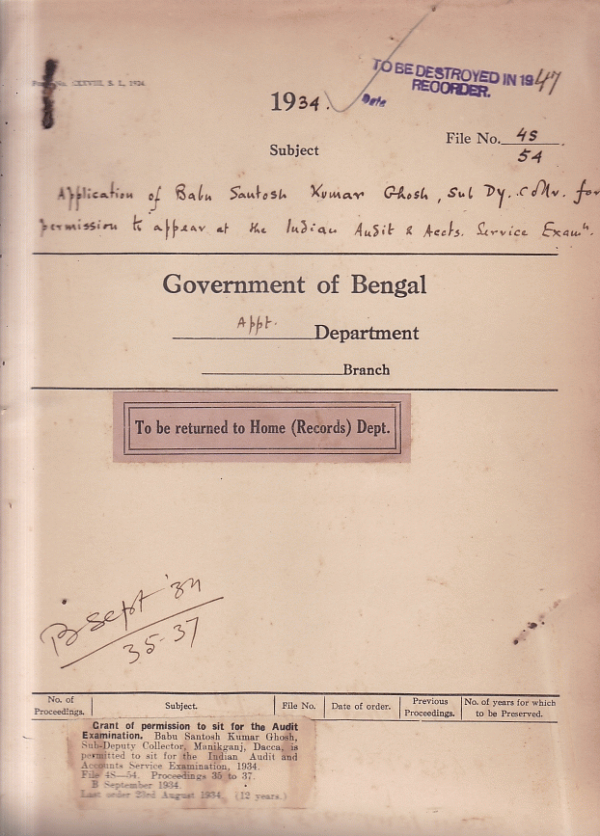 Form No. CXXVIII, S. L., 1924.
TO BE DESTROYED IN 1947
RECORDER.
Date
1934.
File No. 4S
54
Subject
Application of Babu Santosh Kumar Ghosh, Sub Dy. Collr. for
permission to appear at the Indian Audit & Accts. Service Examn.
Government of Bengal
Appt. Department
Branch
To be returned to Home (Records) Dept.
B Sept '34
35-37
No. of Proceedings.
Subject.
File No.
Date of order.
Previous Proceedings.
No. of years for which to be Preserved.
Grant of permission to sit for the Audit
Examination. Babu Santosh Kumar Ghosh,
Sub-Deputy Collector, Manikganj, Dacca, is
permitted to sit for the Indian Audit and
Accounts Service Examination, 1934.
File 4S—54. Proceedings 35 to 37.
B September 1934.
Last order 23rd August 1934. (12 years.)